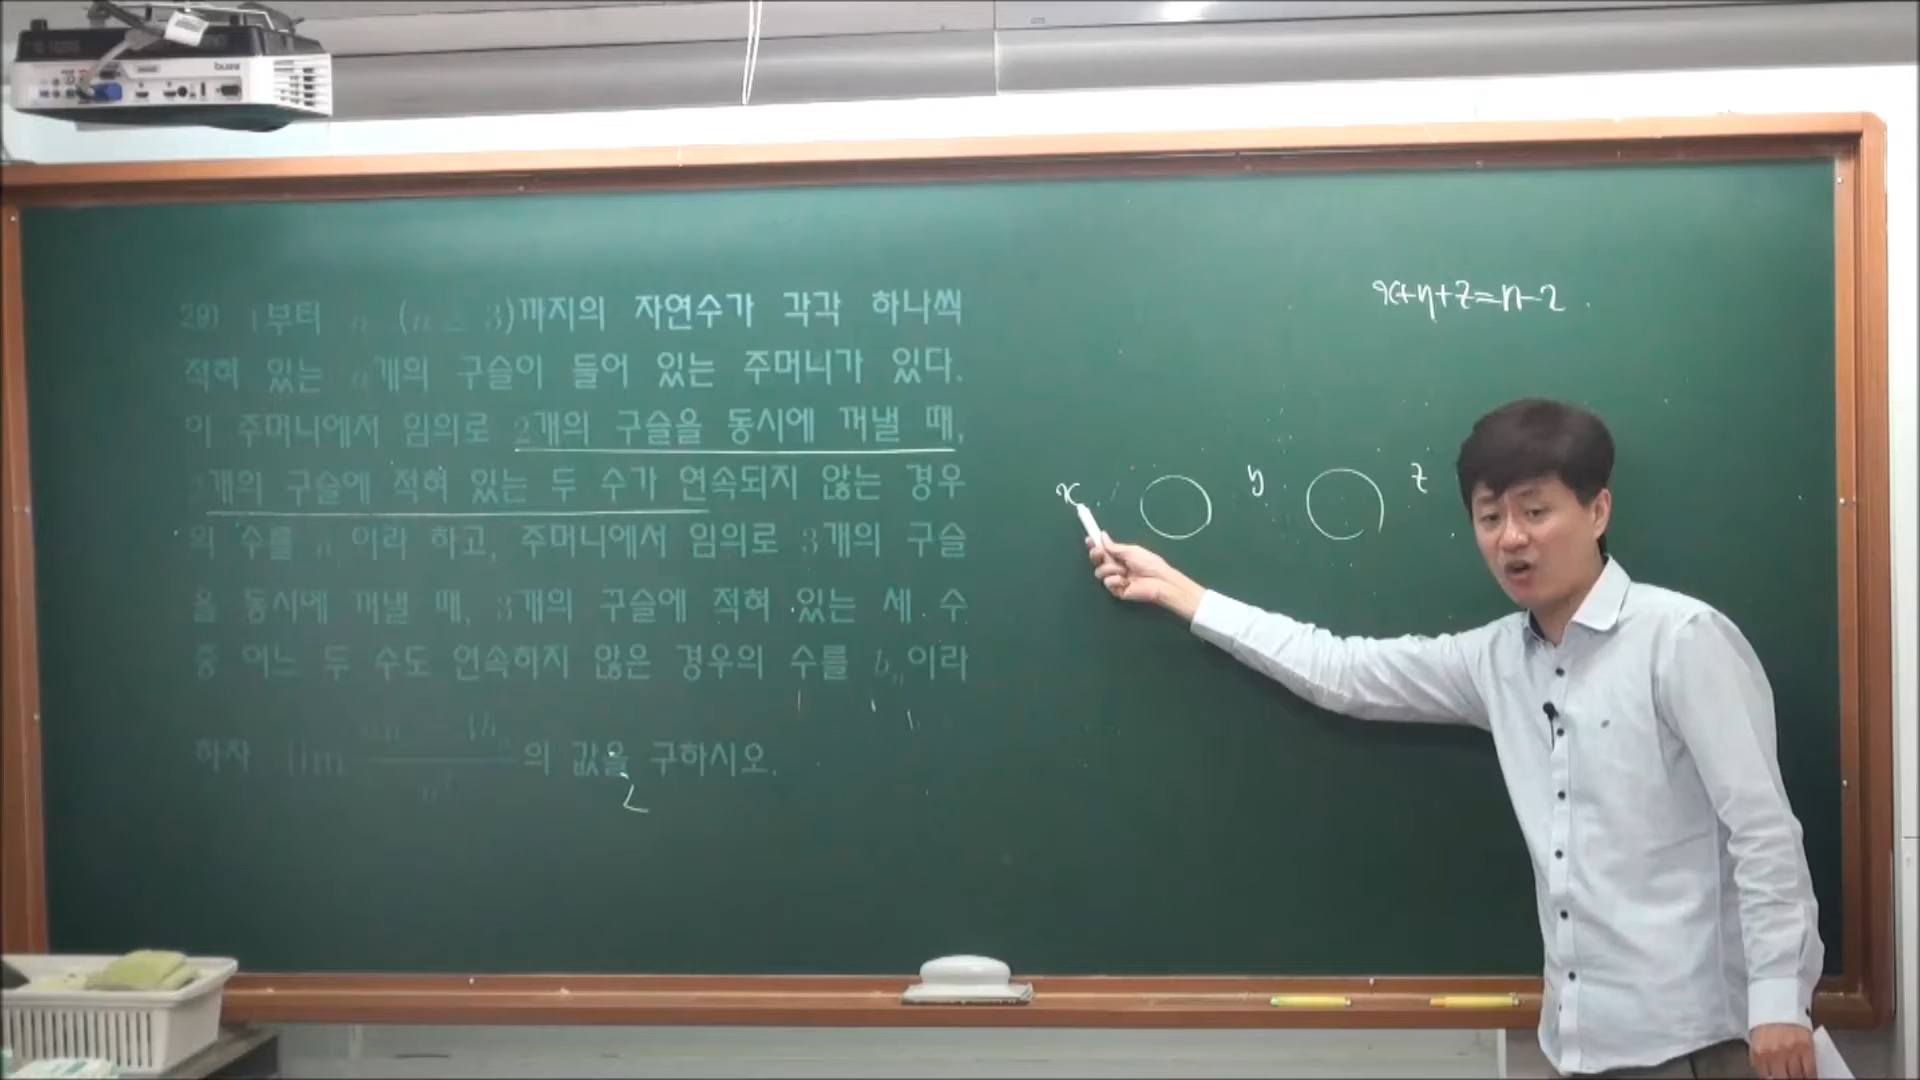 29) 1부터 n (n ≥ 3)까지의 자연수가 각각 하나씩
적혀 있는 n개의 구슬이 들어 있는 주머니가 있다.
이 주머니에서 임의로 2개의 구슬을 동시에 꺼낼 때,
2개의 구슬에 적혀 있는 두 수가 연속되지 않는 경우
의 수를 a 이라 하고, 주머니에서 임의로 3개의 구슬
을 동시에 꺼낼 때, 3개의 구슬에 적혀 있는 세 수
중 어느 두 수도 연속하지 않은 경우의 수를 bₙ이라
하자 lim 의 값을 구하시오.
x+y+z=n-2
x y z